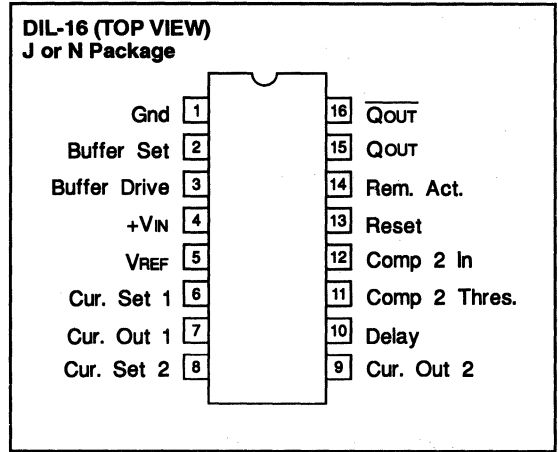 DIL-16 (TOP VIEW)
J or N Package
Gnd 1
Buffer Set 2
Buffer Drive 3
+VIN 4
VREF 5
Cur. Set 1 6
Cur. Out 1 7
Cur. Set 2 8
16 Q̅O̅U̅T̅
15 QOUT
14 Rem. Act.
13 Reset
12 Comp 2 In
11 Comp 2 Thres.
10 Delay
9 Cur. Out 2